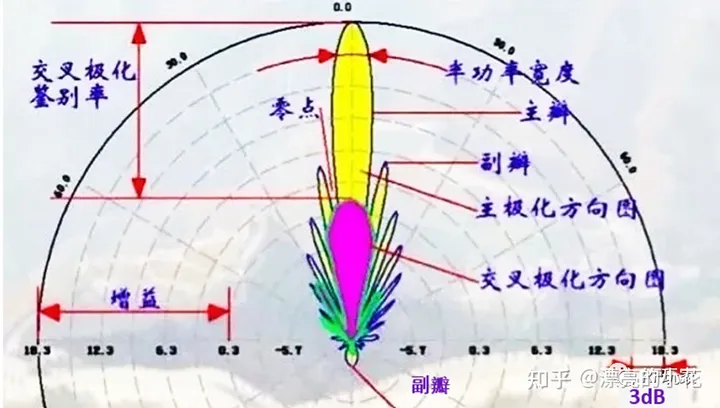 0.0
交叉极化
鉴别率
30.0
30.0
半功率宽度
零点
主瓣
副瓣
60.0
60.0
主极化方向图
交叉极化方向图
增益
18.3
12.3
6.3
0.3
-5.7
-5.7
0.3
6.3
12.3
18.3
副瓣
知乎 @漂亮的小花
3dB